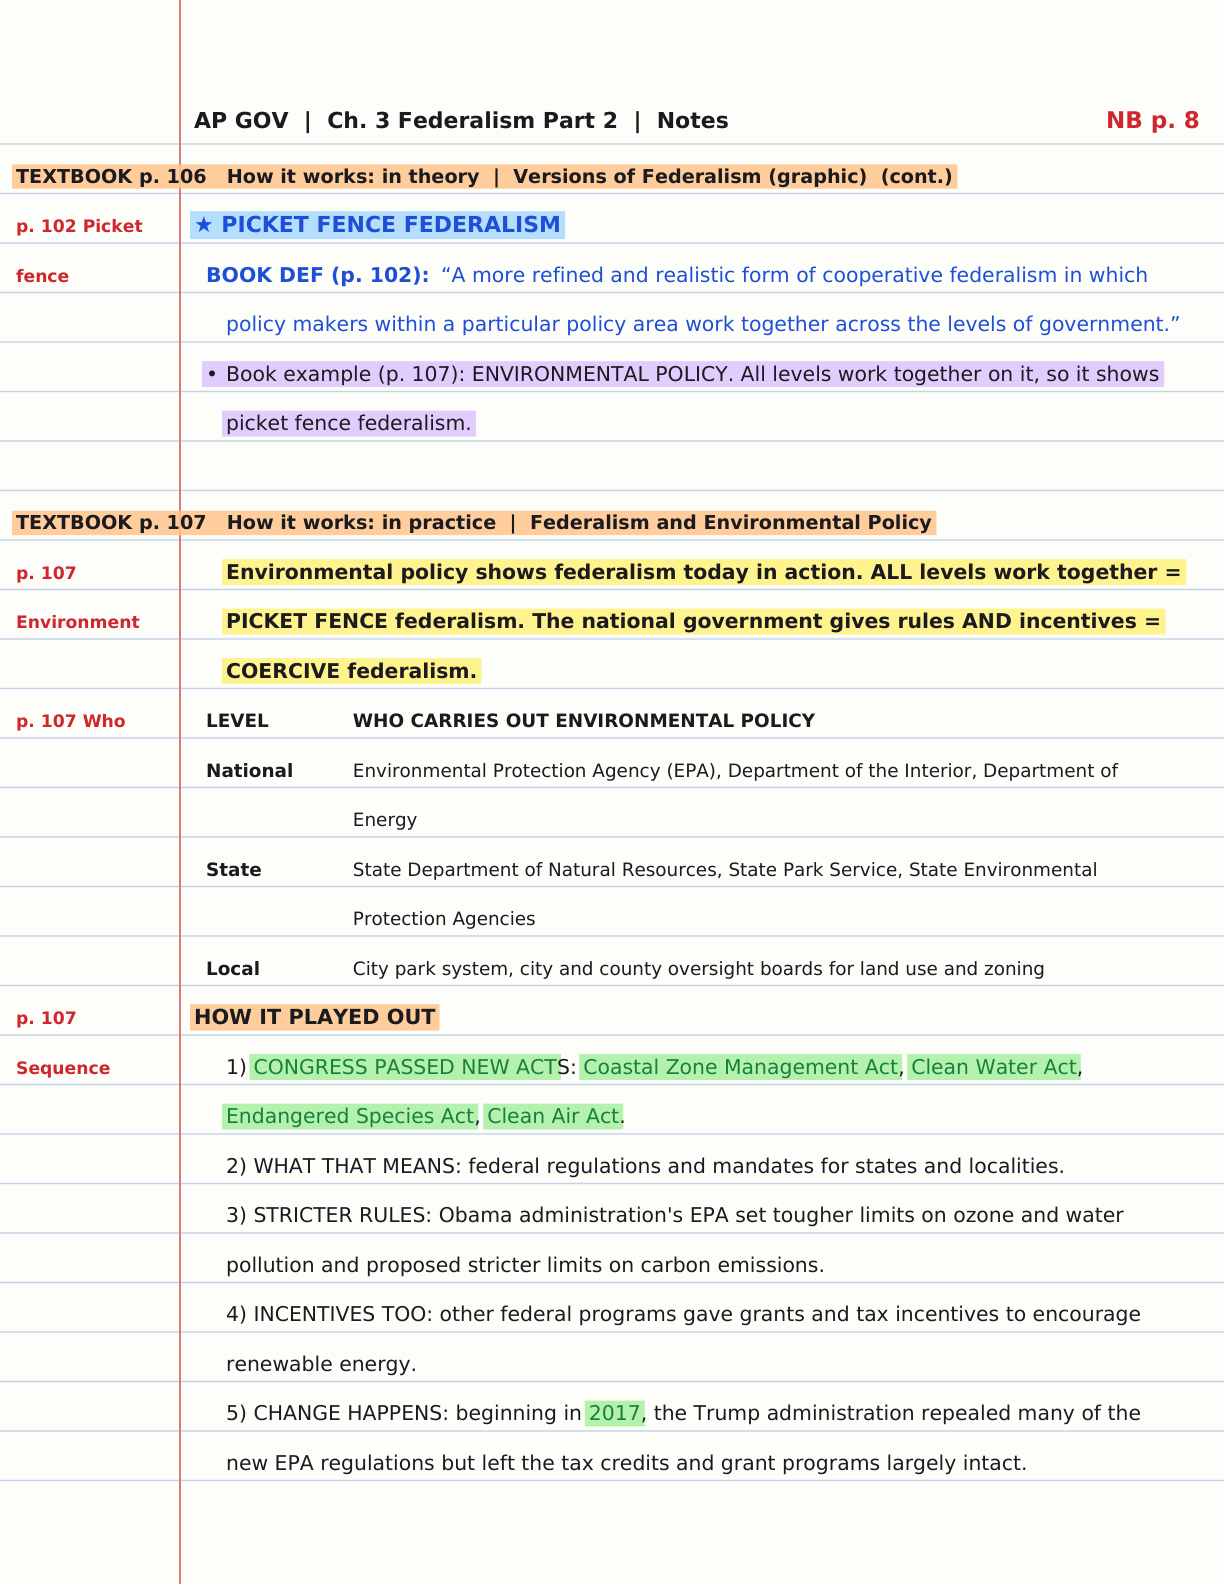 AP GOV | Ch. 3 Federalism Part 2 | Notes NB p. 8
TEXTBOOK p. 106 How it works: in theory | Versions of Federalism (graphic) (cont.)
p. 102 Picket ★ PICKET FENCE FEDERALISM
fence BOOK DEF (p. 102): “A more refined and realistic form of cooperative federalism in which
policy makers within a particular policy area work together across the levels of government.”
• Book example (p. 107): ENVIRONMENTAL POLICY. All levels work together on it, so it shows
picket fence federalism.
TEXTBOOK p. 107 How it works: in practice | Federalism and Environmental Policy
p. 107 Environmental policy shows federalism today in action. ALL levels work together =
Environment PICKET FENCE federalism. The national government gives rules AND incentives =
COERCIVE federalism.
p. 107 Who LEVEL WHO CARRIES OUT ENVIRONMENTAL POLICY
National Environmental Protection Agency (EPA), Department of the Interior, Department of
Energy
State State Department of Natural Resources, State Park Service, State Environmental
Protection Agencies
Local City park system, city and county oversight boards for land use and zoning
p. 107 HOW IT PLAYED OUT
Sequence 1) CONGRESS PASSED NEW ACTS: Coastal Zone Management Act, Clean Water Act,
Endangered Species Act, Clean Air Act.
2) WHAT THAT MEANS: federal regulations and mandates for states and localities.
3) STRICTER RULES: Obama administration's EPA set tougher limits on ozone and water
pollution and proposed stricter limits on carbon emissions.
4) INCENTIVES TOO: other federal programs gave grants and tax incentives to encourage
renewable energy.
5) CHANGE HAPPENS: beginning in 2017, the Trump administration repealed many of the
new EPA regulations but left the tax credits and grant programs largely intact.